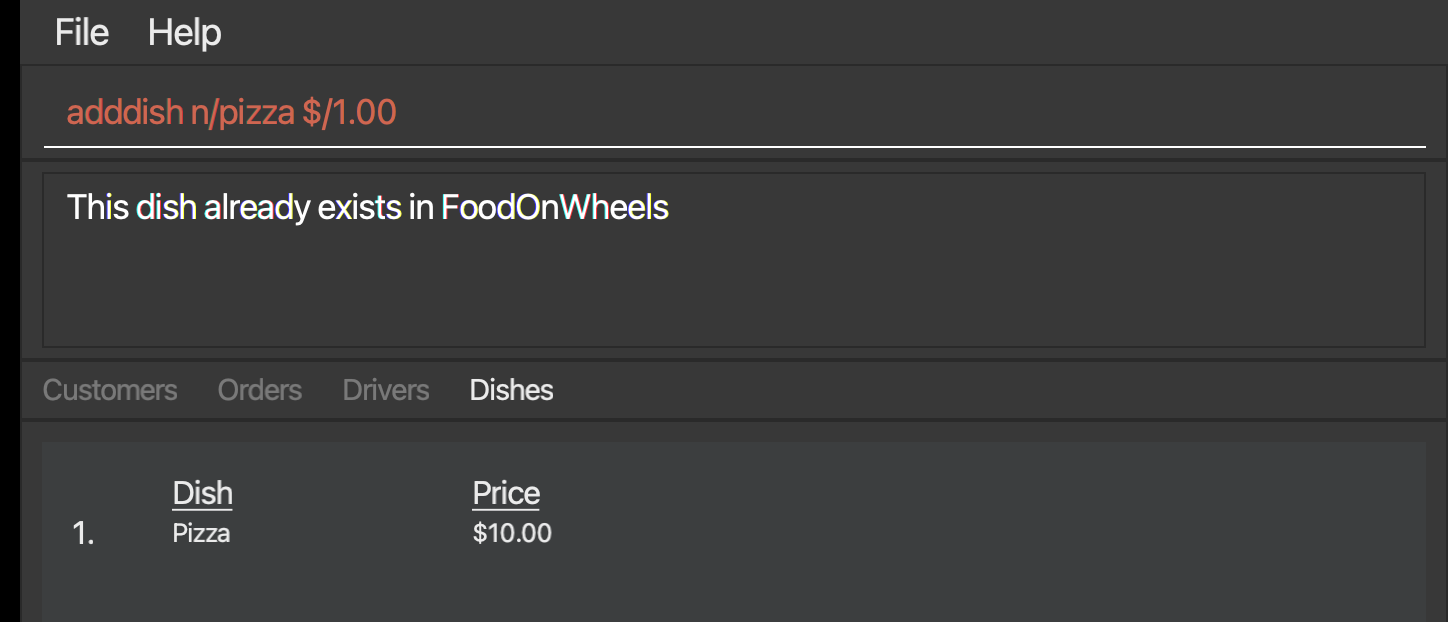 File Help
adddish n/pizza $/1.00
This dish already exists in FoodOnWheels
Customers Orders Drivers Dishes
Dish Price
1. Pizza $10.00